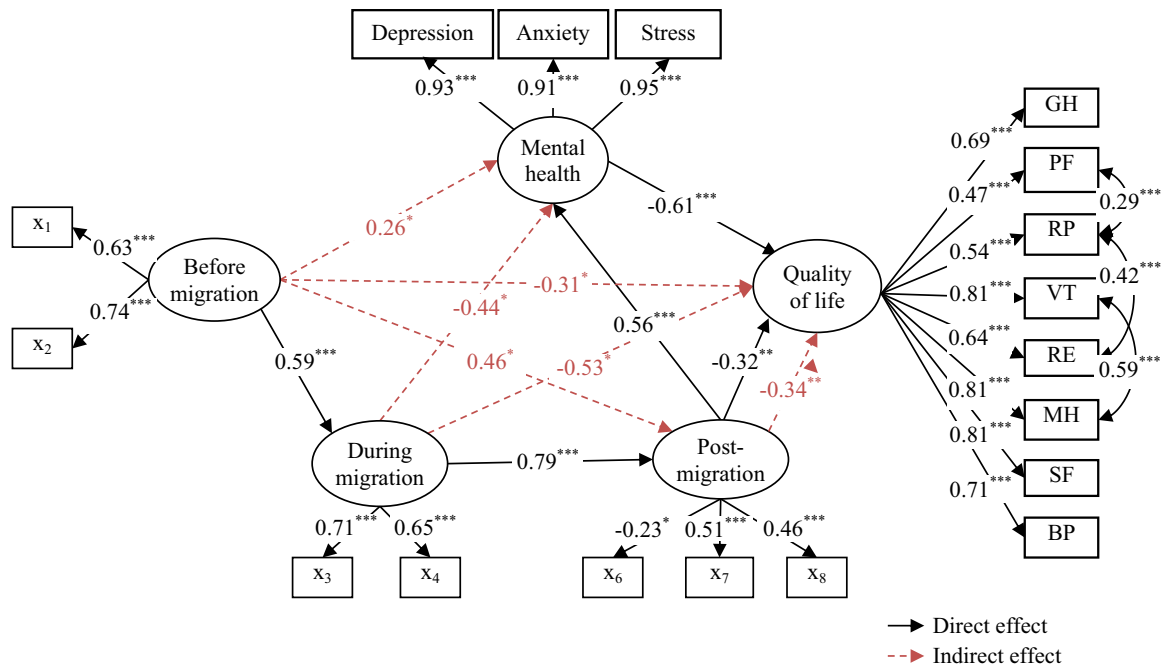 Depression
Anxiety
Stress
0.93***
0.91***
0.95***
Mental
health
GH
PF
RP
VT
RE
MH
SF
BP
0.69***
0.47***
0.54***
0.81***
0.64***
0.81***
0.81***
0.71***
0.29***
0.42***
0.59***
-0.61***
x1
0.63***
x2
0.74***
Before
migration
0.26*
-0.31*
-0.44*
0.46*
-0.53*
0.56***
-0.32**
-0.34**
Quality
of life
0.59***
During
migration
0.79***
Post-
migration
0.71***
0.65***
x3
x4
-0.23*
0.51***
0.46***
x6
x7
x8
Direct effect
Indirect effect